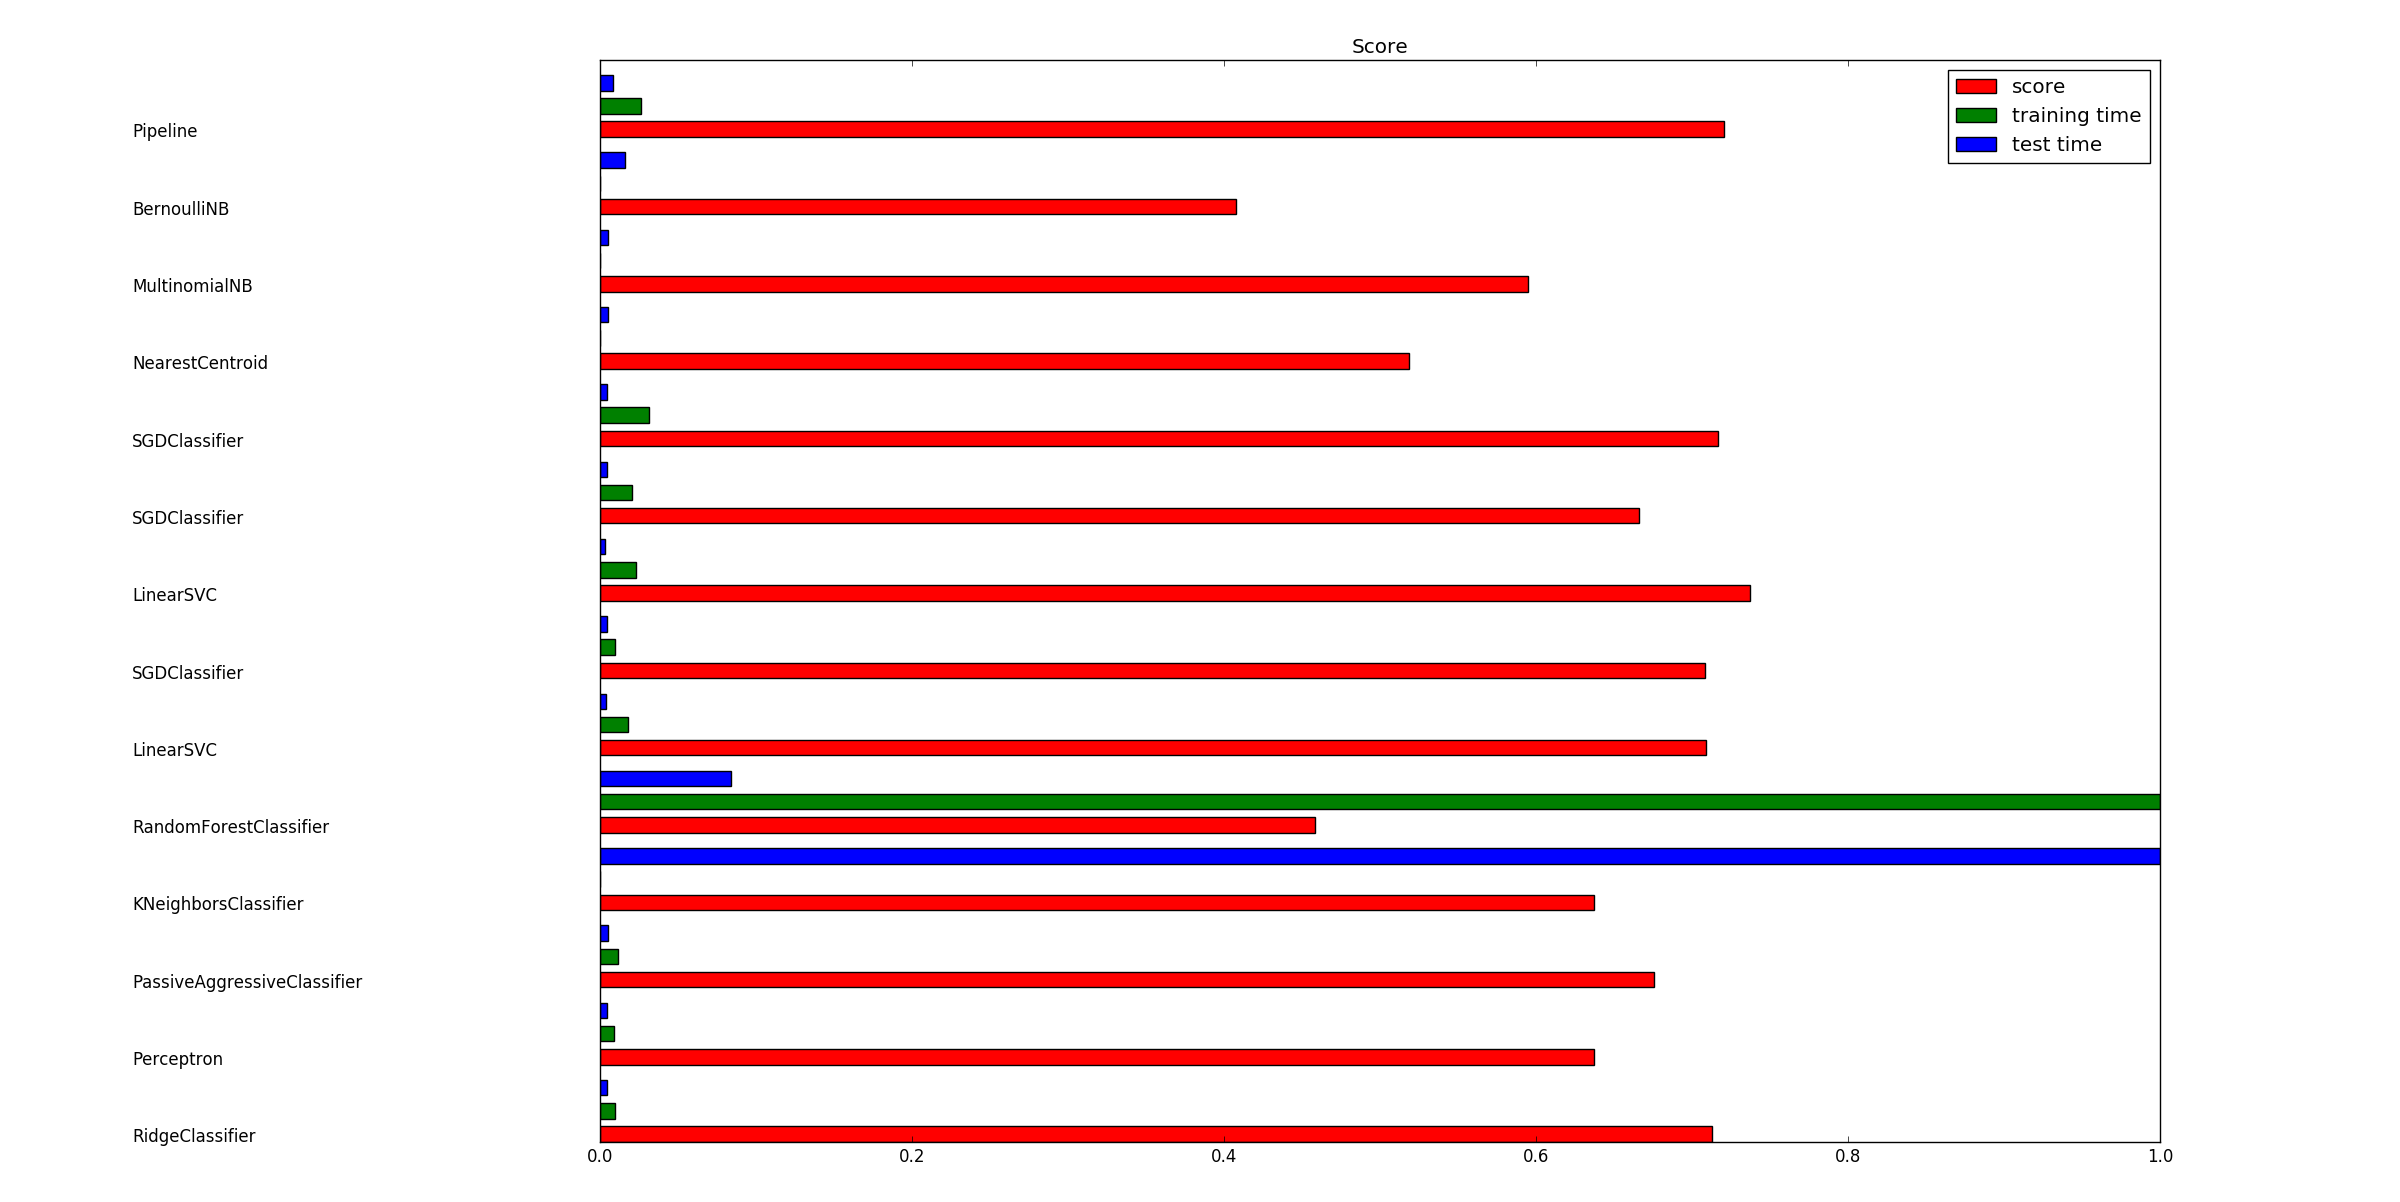 Score
score
training time
test time
Pipeline
BernoulliNB
MultinomialNB
NearestCentroid
SGDClassifier
SGDClassifier
LinearSVC
SGDClassifier
LinearSVC
RandomForestClassifier
KNeighborsClassifier
PassiveAggressiveClassifier
Perceptron
RidgeClassifier
0.0 0.2 0.4 0.6 0.8 1.0